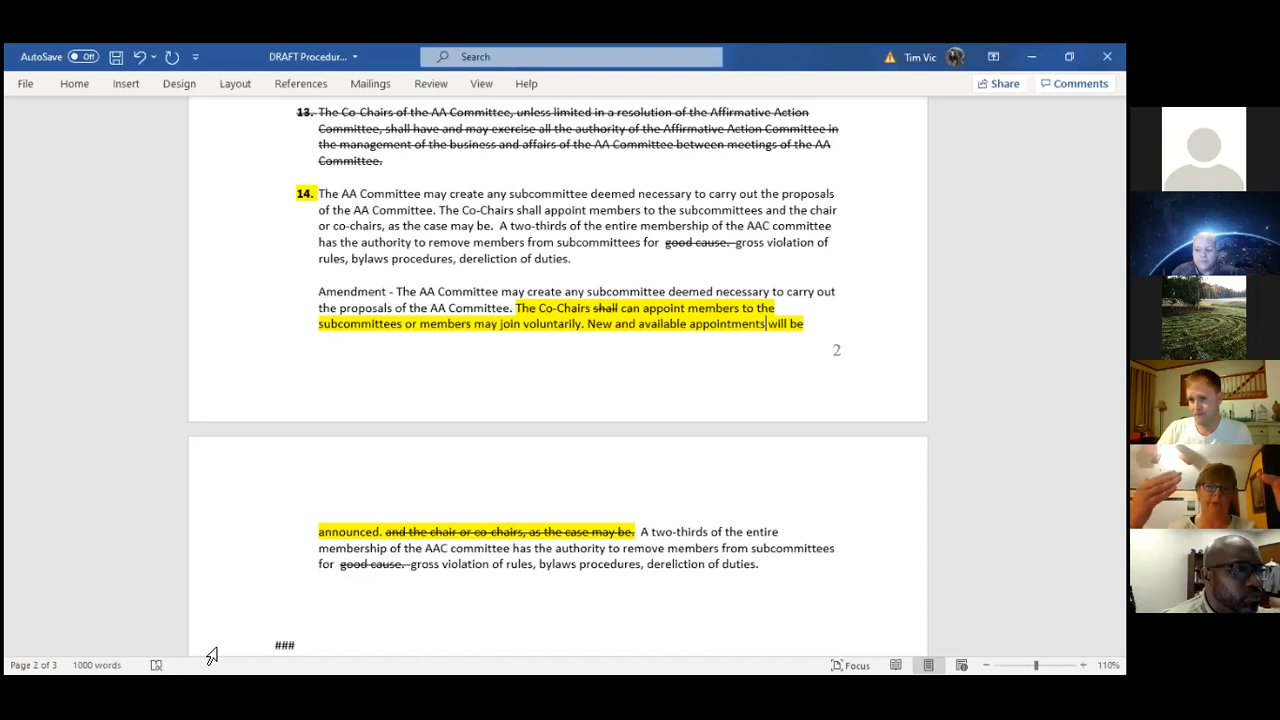 AutoSave Off DRAFT Procedur... Search Tim Vic
File Home Insert Design Layout References Mailings Review View Help Share Comments
13. The Co-Chairs of the AA Committee, unless limited in a resolution of the Affirmative Action
Committee, shall have and may exercise all the authority of the Affirmative Action Committee in
the management of the business and affairs of the AA Committee between meetings of the AA
Committee.
14. The AA Committee may create any subcommittee deemed necessary to carry out the proposals
of the AA Committee. The Co-Chairs shall appoint members to the subcommittees and the chair
or co-chairs, as the case may be. A two-thirds of the entire membership of the AAC committee
has the authority to remove members from subcommittees for good cause. gross violation of
rules, bylaws procedures, dereliction of duties.
Amendment - The AA Committee may create any subcommittee deemed necessary to carry out
the proposals of the AA Committee. The Co-Chairs shall can appoint members to the
subcommittees or members may join voluntarily. New and available appointments will be
2
announced. and the chair or co-chairs, as the case may be. A two-thirds of the entire
membership of the AAC committee has the authority to remove members from subcommittees
for good cause. gross violation of rules, bylaws procedures, dereliction of duties.
###
Page 2 of 3 1000 words Focus 110%